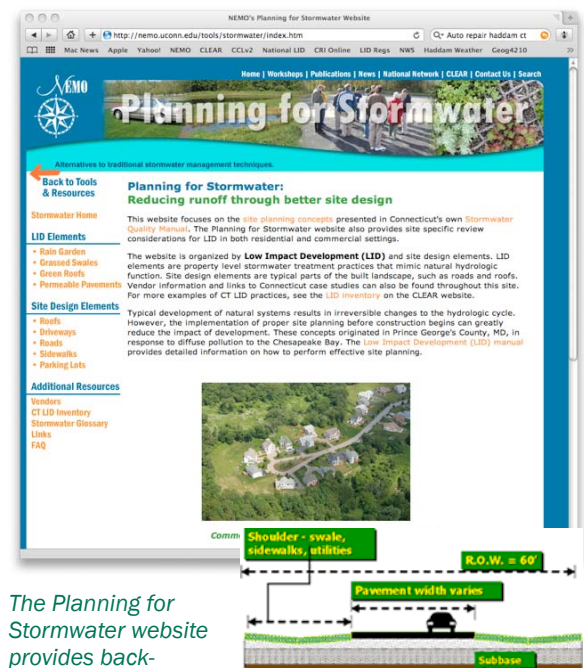 NEMO's Planning for Stormwater Website
http://nemo.uconn.edu/tools/stormwater/index.htm
Auto repair haddam ct
Mac News Apple Yahoo! NEMO CLEAR CCLv2 National LID CRI Online LID Regs NWS Haddam Weather Geog4210
Home | Workshops | Publications | News | National Network | CLEAR | Contact Us | Search
NEMO
Planning for Stormwater
Alternatives to traditional stormwater management techniques.
Back to Tools
& Resources
Stormwater Home
LID Elements
• Rain Garden
• Grassed Swales
• Green Roofs
• Permeable Pavements
Site Design Elements
• Roofs
• Driveways
• Roads
• Sidewalks
• Parking Lots
Additional Resources
Vendors
CT LID Inventory
Stormwater Glossary
Links
FAQ
Planning for Stormwater:
Reducing runoff through better site design
This website focuses on the site planning concepts presented in Connecticut's own Stormwater
Quality Manual. The Planning for Stormwater website also provides site specific review
considerations for LID in both residential and commercial settings.
The website is organized by Low Impact Development (LID) and site design elements. LID
elements are property level stormwater treatment practices that mimic natural hydrologic
function. Site design elements are typical parts of the built landscape, such as roads and roofs.
Vendor information and links to Connecticut case studies can also be found throughout this site.
For more examples of CT LID practices, see the LID inventory on the CLEAR website.
Typical development of natural systems results in irreversible changes to the hydrologic cycle.
However, the implementation of proper site planning before construction begins can greatly
reduce the impact of development. These concepts originated in Prince George's County, MD, in
response to diffuse pollution to the Chesapeake Bay. The Low Impact Development (LID) manual
provides detailed information on how to perform effective site planning.
Shoulder - swale,
sidewalks, utilities
R.O.W. = 60'
Pavement width varies
Subbase
The Planning for
Stormwater website
provides back-